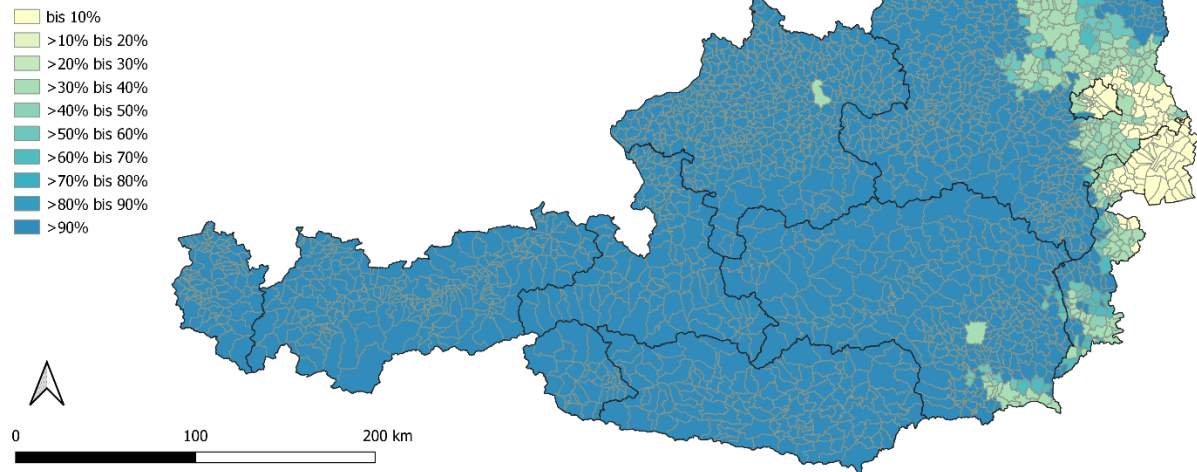 bis 10%
>10% bis 20%
>20% bis 30%
>30% bis 40%
>40% bis 50%
>50% bis 60%
>60% bis 70%
>70% bis 80%
>80% bis 90%
>90%
0 100 200 km